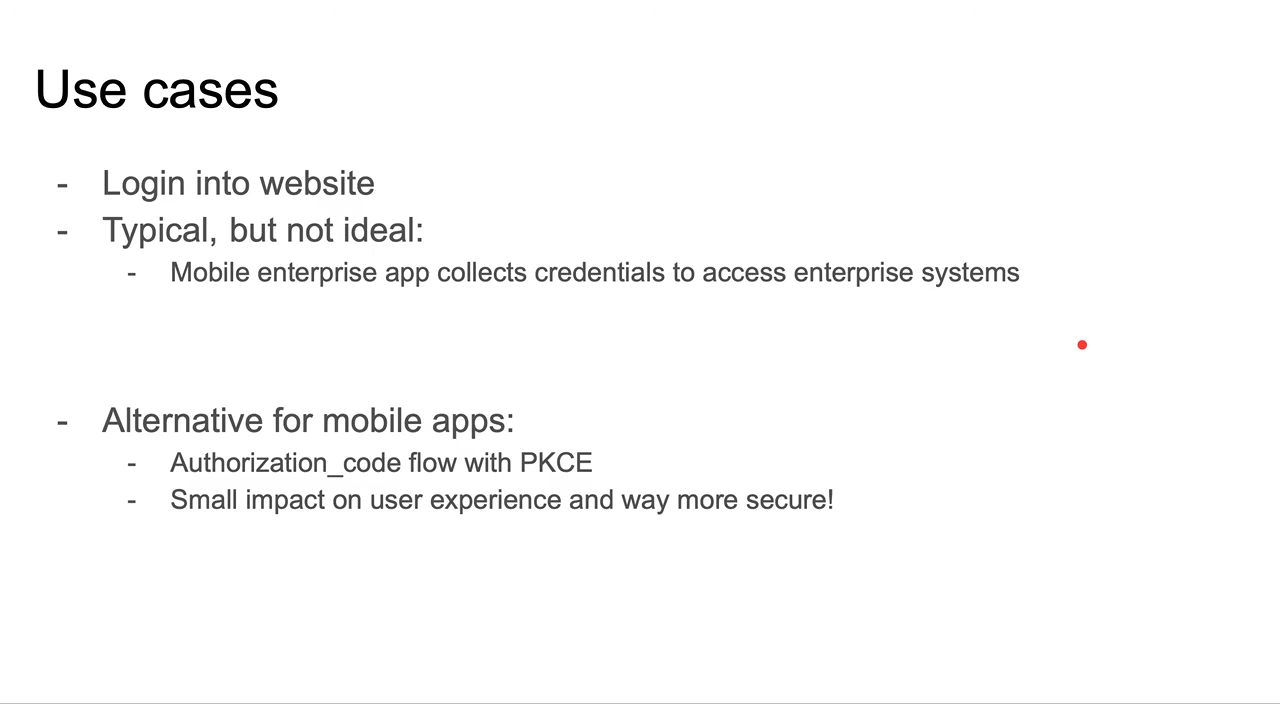 Use cases
- Login into website
- Typical, but not ideal:
- Mobile enterprise app collects credentials to access enterprise systems
- Alternative for mobile apps:
- Authorization_code flow with PKCE
- Small impact on user experience and way more secure!